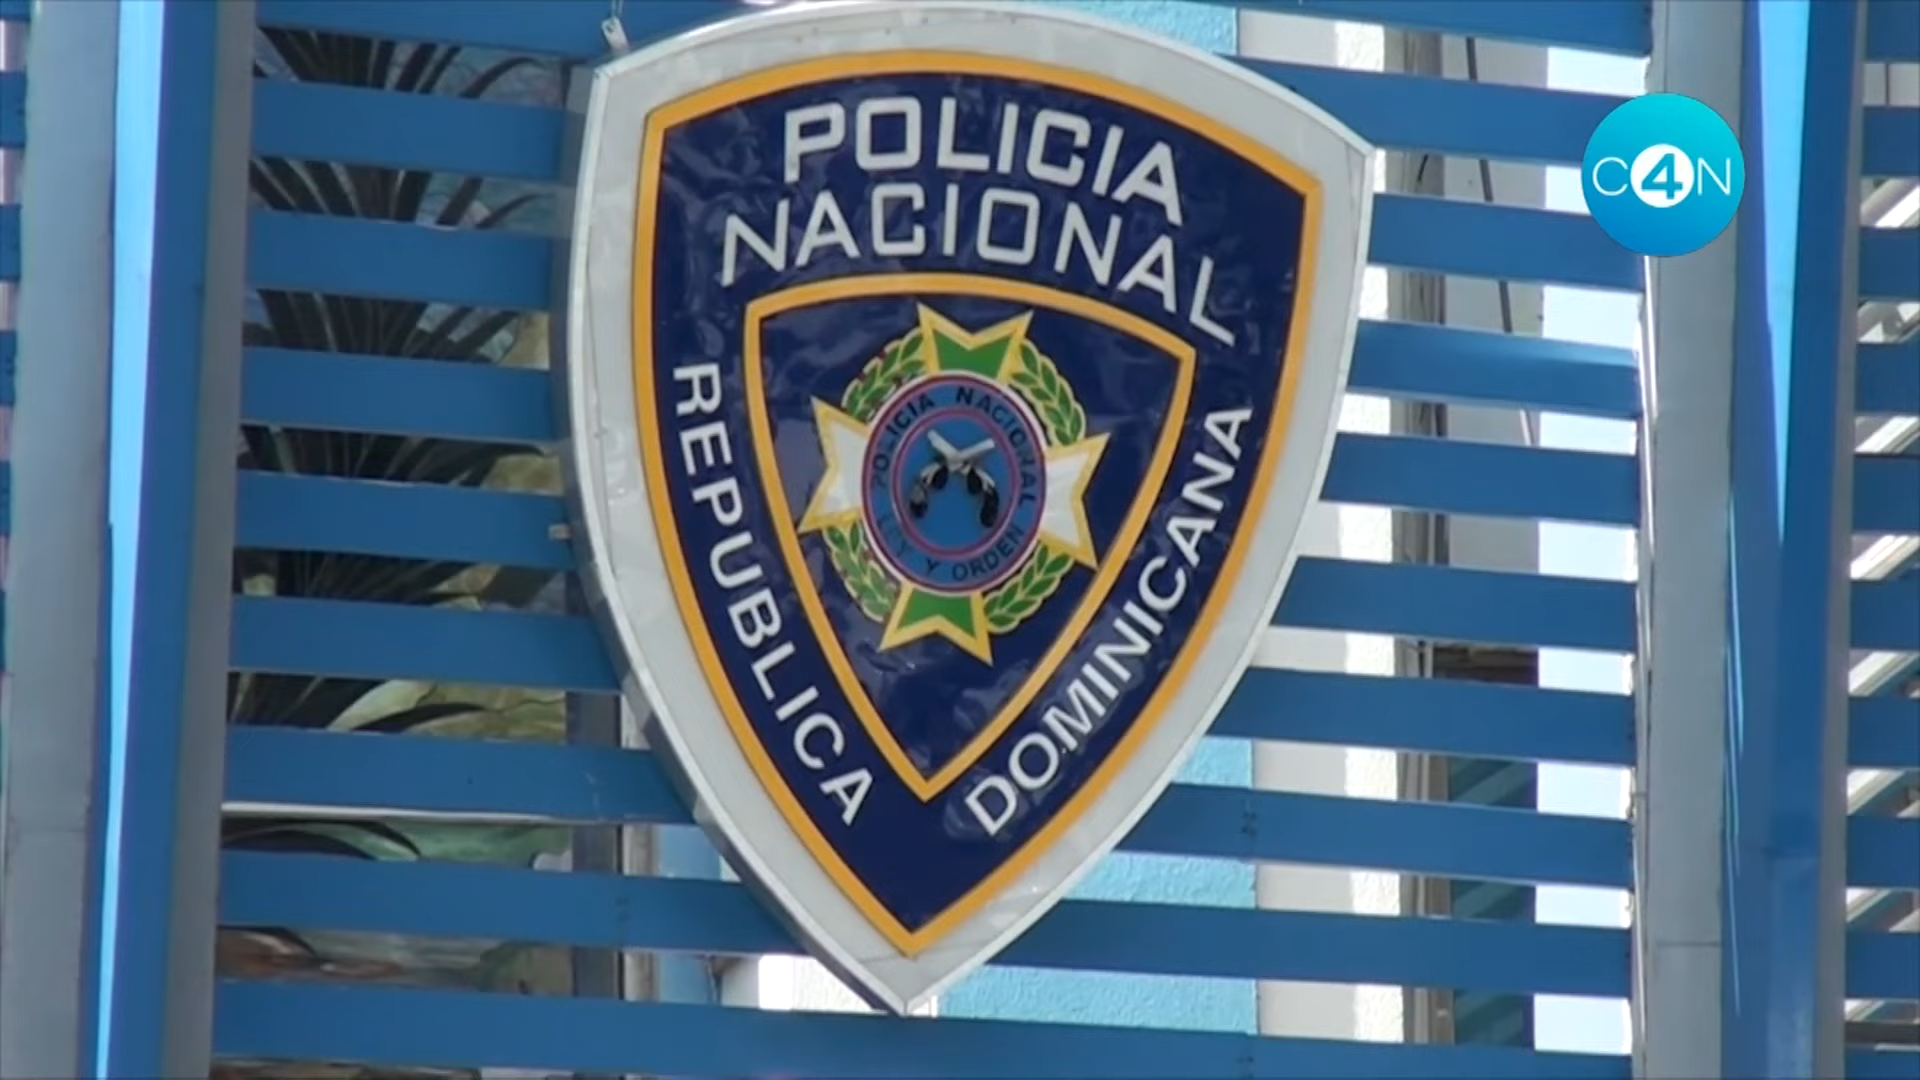 POLICIA
NACIONAL
REPUBLICA
DOMINICANA
POLICIA NACIONAL
LEY Y ORDEN
C4N